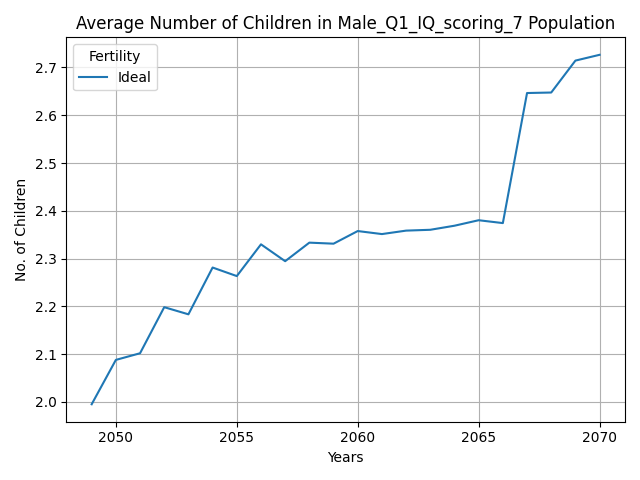 Average Number of Children in Male_Q1_IQ_scoring_7 Population
Fertility
Ideal
No. of Children
2.7
2.6
2.5
2.4
2.3
2.2
2.1
2.0
2050 2055 2060 2065 2070
Years